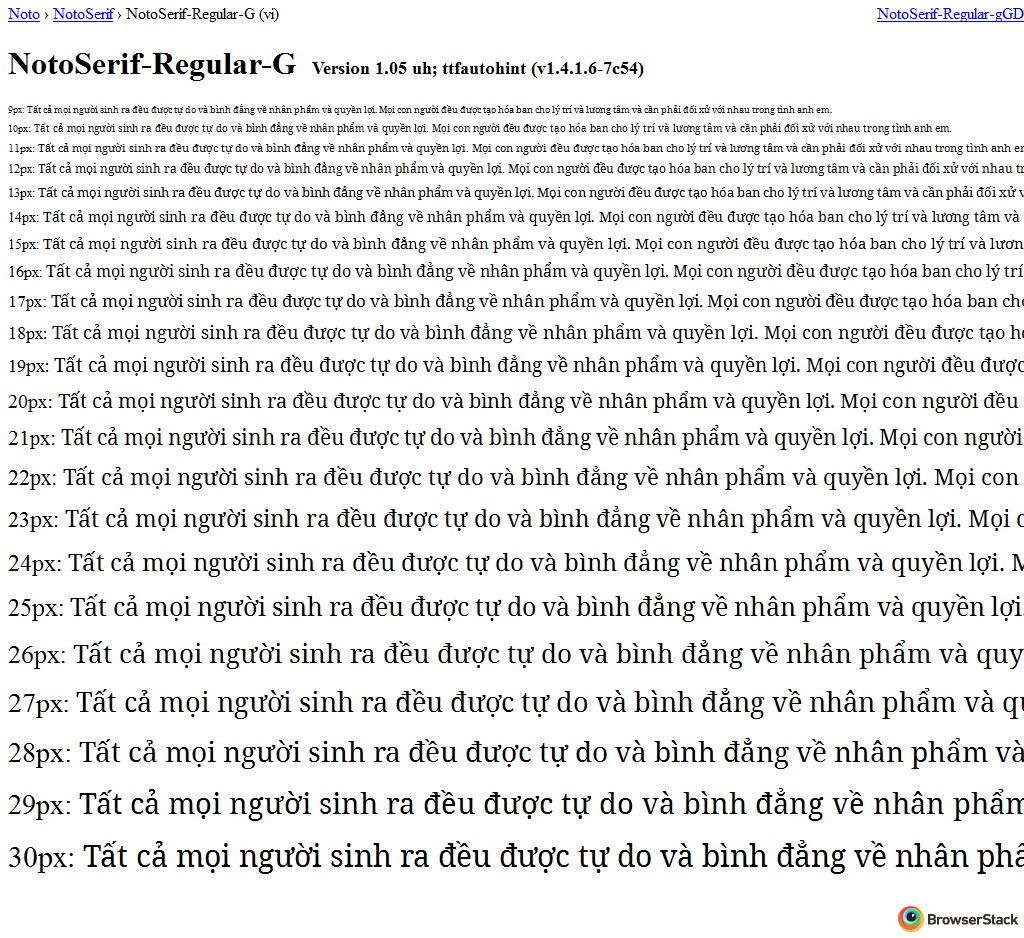 Noto › NotoSerif › NotoSerif-Regular-G (vi)
NotoSerif-Regular-gGD
NotoSerif-Regular-G Version 1.05 uh; ttfautohint (v1.4.1.6-7c54)
9px: Tất cả mọi người sinh ra đều được tự do và bình đẳng về nhân phẩm và quyền lợi. Mọi con người đều được tạo hóa ban cho lý trí và lương tâm và cần phải đối xử với nhau trong tình anh em.
10px: Tất cả mọi người sinh ra đều được tự do và bình đẳng về nhân phẩm và quyền lợi. Mọi con người đều được tạo hóa ban cho lý trí và lương tâm và cần phải đối xử với nhau trong tình anh em.
11px: Tất cả mọi người sinh ra đều được tự do và bình đẳng về nhân phẩm và quyền lợi. Mọi con người đều được tạo hóa ban cho lý trí và lương tâm và cần phải đối xử với nhau trong tình anh
12px: Tất cả mọi người sinh ra đều được tự do và bình đẳng về nhân phẩm và quyền lợi. Mọi con người đều được tạo hóa ban cho lý trí và lương tâm và cần phải đối xử với nhau
13px: Tất cả mọi người sinh ra đều được tự do và bình đẳng về nhân phẩm và quyền lợi. Mọi con người đều được tạo hóa ban cho lý trí và lương tâm và cần phải đối xử
14px: Tất cả mọi người sinh ra đều được tự do và bình đẳng về nhân phẩm và quyền lợi. Mọi con người đều được tạo hóa ban cho lý trí và lương tâm và
15px: Tất cả mọi người sinh ra đều được tự do và bình đẳng về nhân phẩm và quyền lợi. Mọi con người đều được tạo hóa ban cho lý trí và lươn
16px: Tất cả mọi người sinh ra đều được tự do và bình đẳng về nhân phẩm và quyền lợi. Mọi con người đều được tạo hóa ban cho lý trí
17px: Tất cả mọi người sinh ra đều được tự do và bình đẳng về nhân phẩm và quyền lợi. Mọi con người đều được tạo hóa ban
18px: Tất cả mọi người sinh ra đều được tự do và bình đẳng về nhân phẩm và quyền lợi. Mọi con người đều được tạo
19px: Tất cả mọi người sinh ra đều được tự do và bình đẳng về nhân phẩm và quyền lợi. Mọi con người đều được
20px: Tất cả mọi người sinh ra đều được tự do và bình đẳng về nhân phẩm và quyền lợi. Mọi con người đều
21px: Tất cả mọi người sinh ra đều được tự do và bình đẳng về nhân phẩm và quyền lợi. Mọi con người
22px: Tất cả mọi người sinh ra đều được tự do và bình đẳng về nhân phẩm và quyền lợi. Mọi con
23px: Tất cả mọi người sinh ra đều được tự do và bình đẳng về nhân phẩm và quyền lợi. Mọi
24px: Tất cả mọi người sinh ra đều được tự do và bình đẳng về nhân phẩm và quyền lợi.
25px: Tất cả mọi người sinh ra đều được tự do và bình đẳng về nhân phẩm và quyền lợi.
26px: Tất cả mọi người sinh ra đều được tự do và bình đẳng về nhân phẩm và quy
27px: Tất cả mọi người sinh ra đều được tự do và bình đẳng về nhân phẩm và
28px: Tất cả mọi người sinh ra đều được tự do và bình đẳng về nhân phẩm và
29px: Tất cả mọi người sinh ra đều được tự do và bình đẳng về nhân phẩm
30px: Tất cả mọi người sinh ra đều được tự do và bình đẳng về nhân
BrowserStack